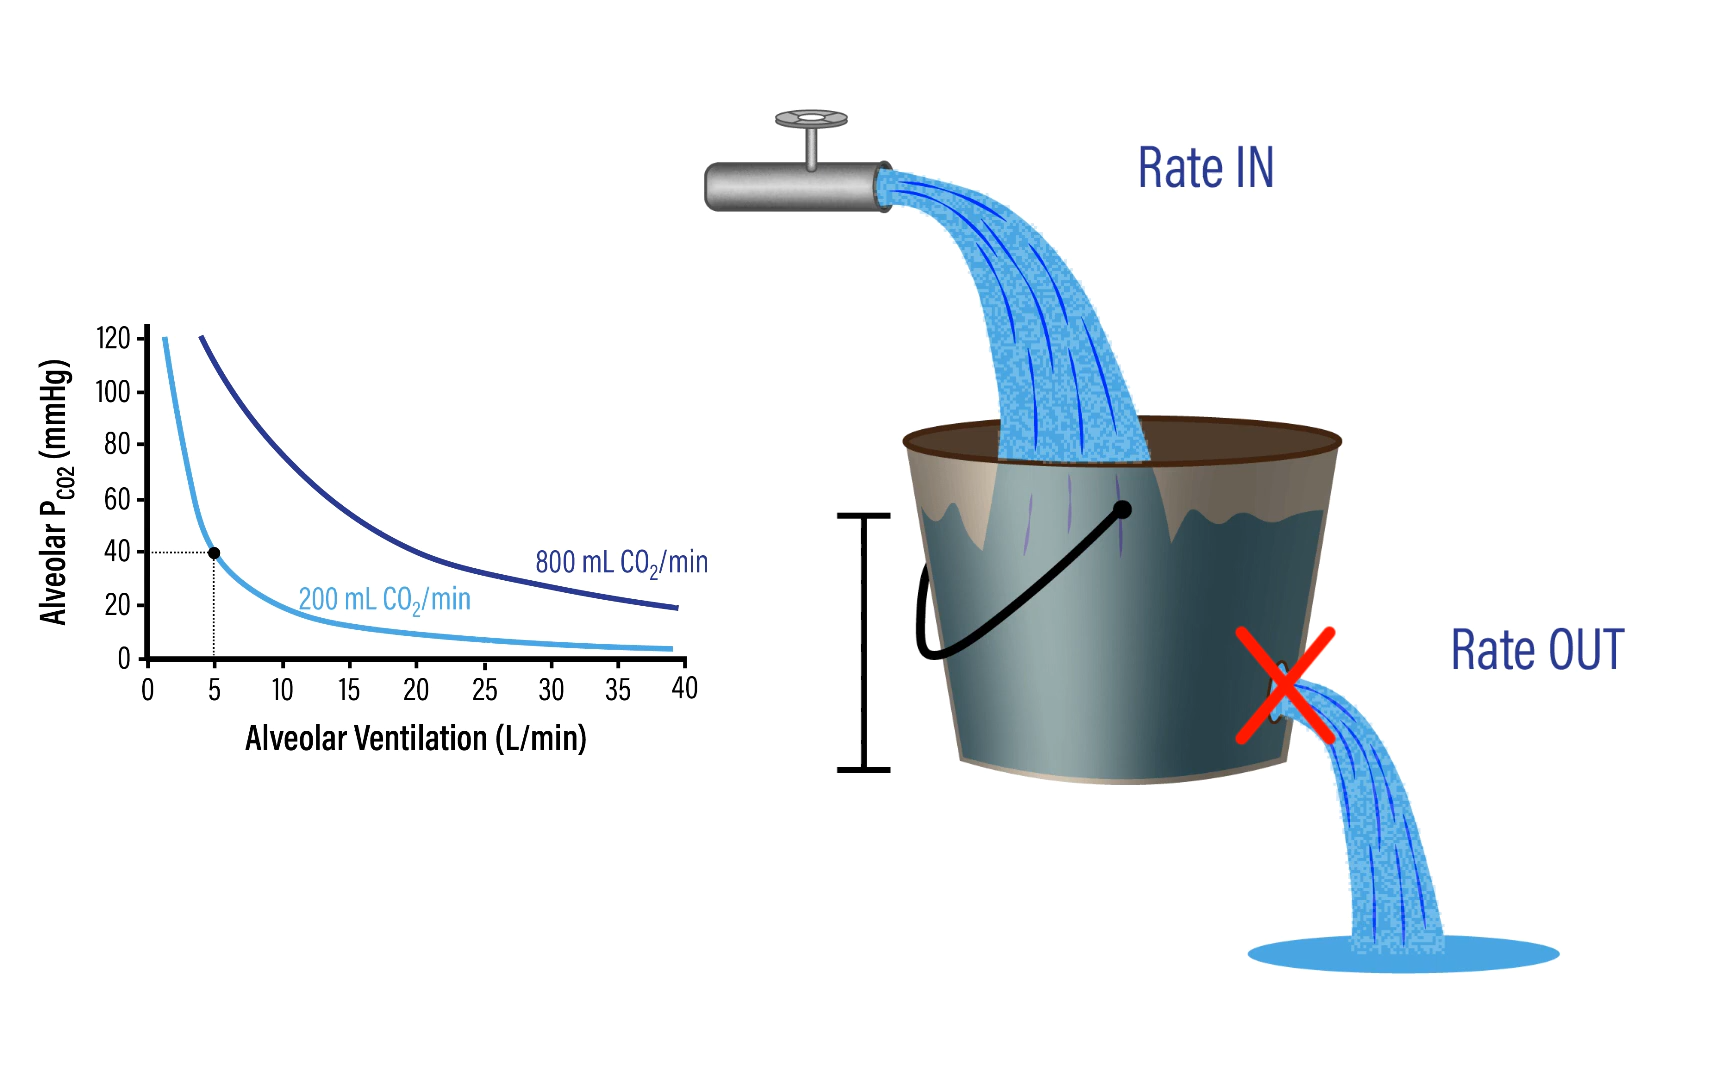 Rate IN
120
100
80
60
40
20
0
Alveolar P_CO2 (mmHg)
800 mL CO₂/min
200 mL CO₂/min
0 5 10 15 20 25 30 35 40
Alveolar Ventilation (L/min)
Rate OUT